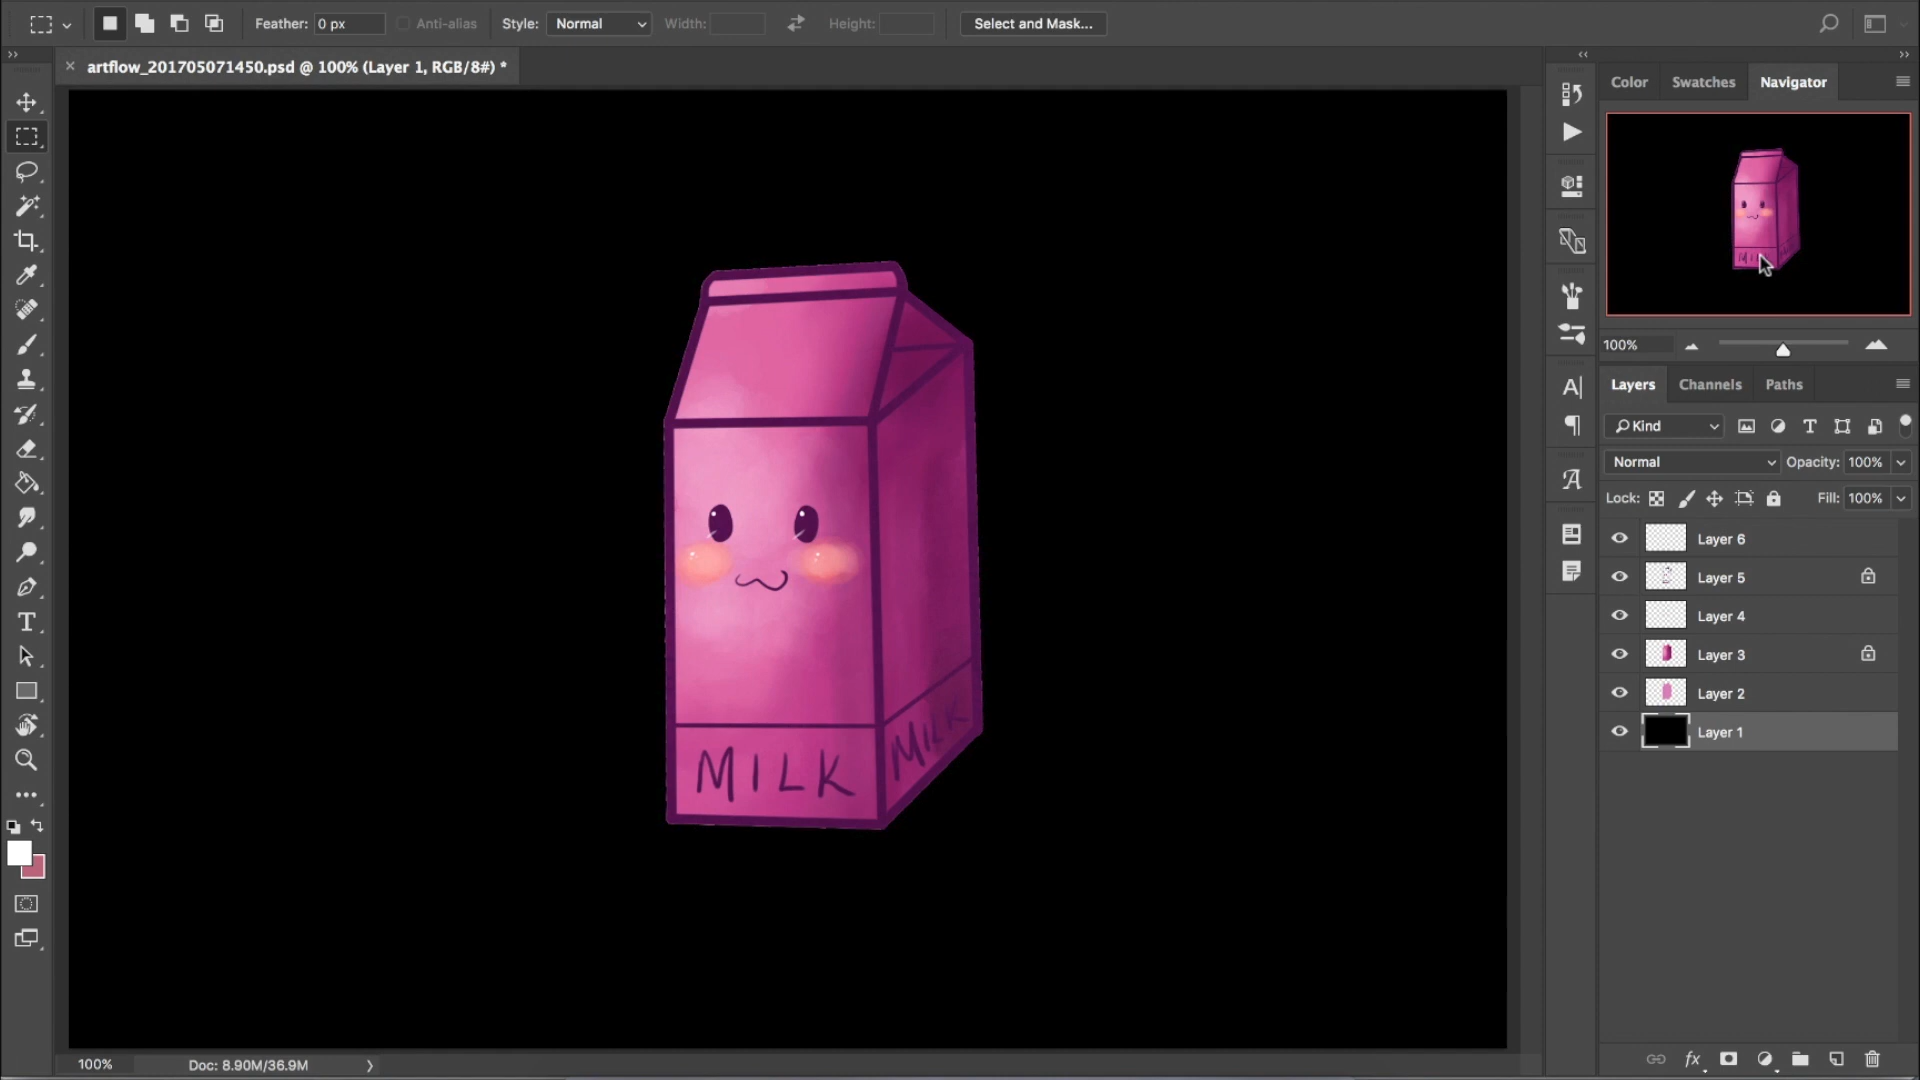 Feather: 0 px Anti-alias Style: Normal Width: Height: Select and Mask...
artflow_201705071450.psd @ 100% (Layer 1, RGB/8#) *
Color Swatches Navigator
100%
Layers Channels Paths
Kind
Normal Opacity: 100%
Lock: Fill: 100%
Layer 6
Layer 5
Layer 4
Layer 3
Layer 2
Layer 1
MILK
MILK
100% Doc: 8.90M/36.9M